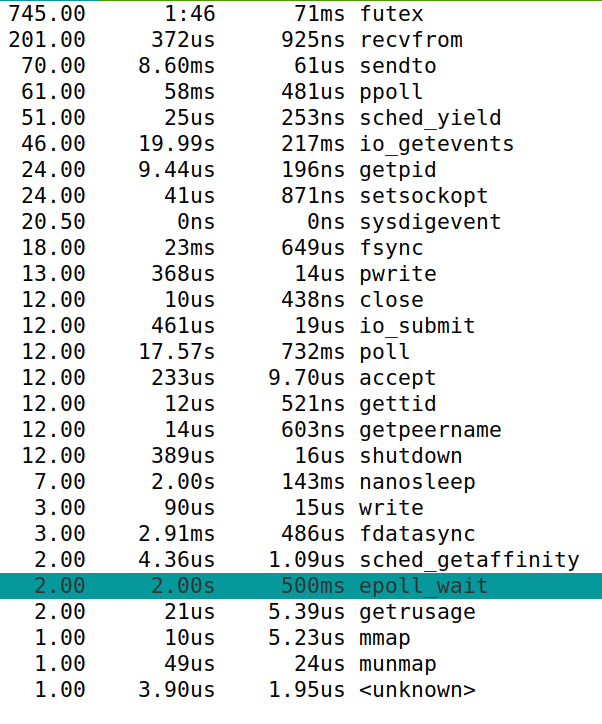 745.00 1:46 71ms futex
201.00 372us 925ns recvfrom
70.00 8.60ms 61us sendto
61.00 58ms 481us ppoll
51.00 25us 253ns sched_yield
46.00 19.99s 217ms io_getevents
24.00 9.44us 196ns getpid
24.00 41us 871ns setsockopt
20.50 0ns 0ns sysdigevent
18.00 23ms 649us fsync
13.00 368us 14us pwrite
12.00 10us 438ns close
12.00 461us 19us io_submit
12.00 17.57s 732ms poll
12.00 233us 9.70us accept
12.00 12us 521ns gettid
12.00 14us 603ns getpeername
12.00 389us 16us shutdown
7.00 2.00s 143ms nanosleep
3.00 90us 15us write
3.00 2.91ms 486us fdatasync
2.00 4.36us 1.09us sched_getaffinity
2.00 2.00s 500ms epoll_wait
2.00 21us 5.39us getrusage
1.00 10us 5.23us mmap
1.00 49us 24us munmap
1.00 3.90us 1.95us <unknown>